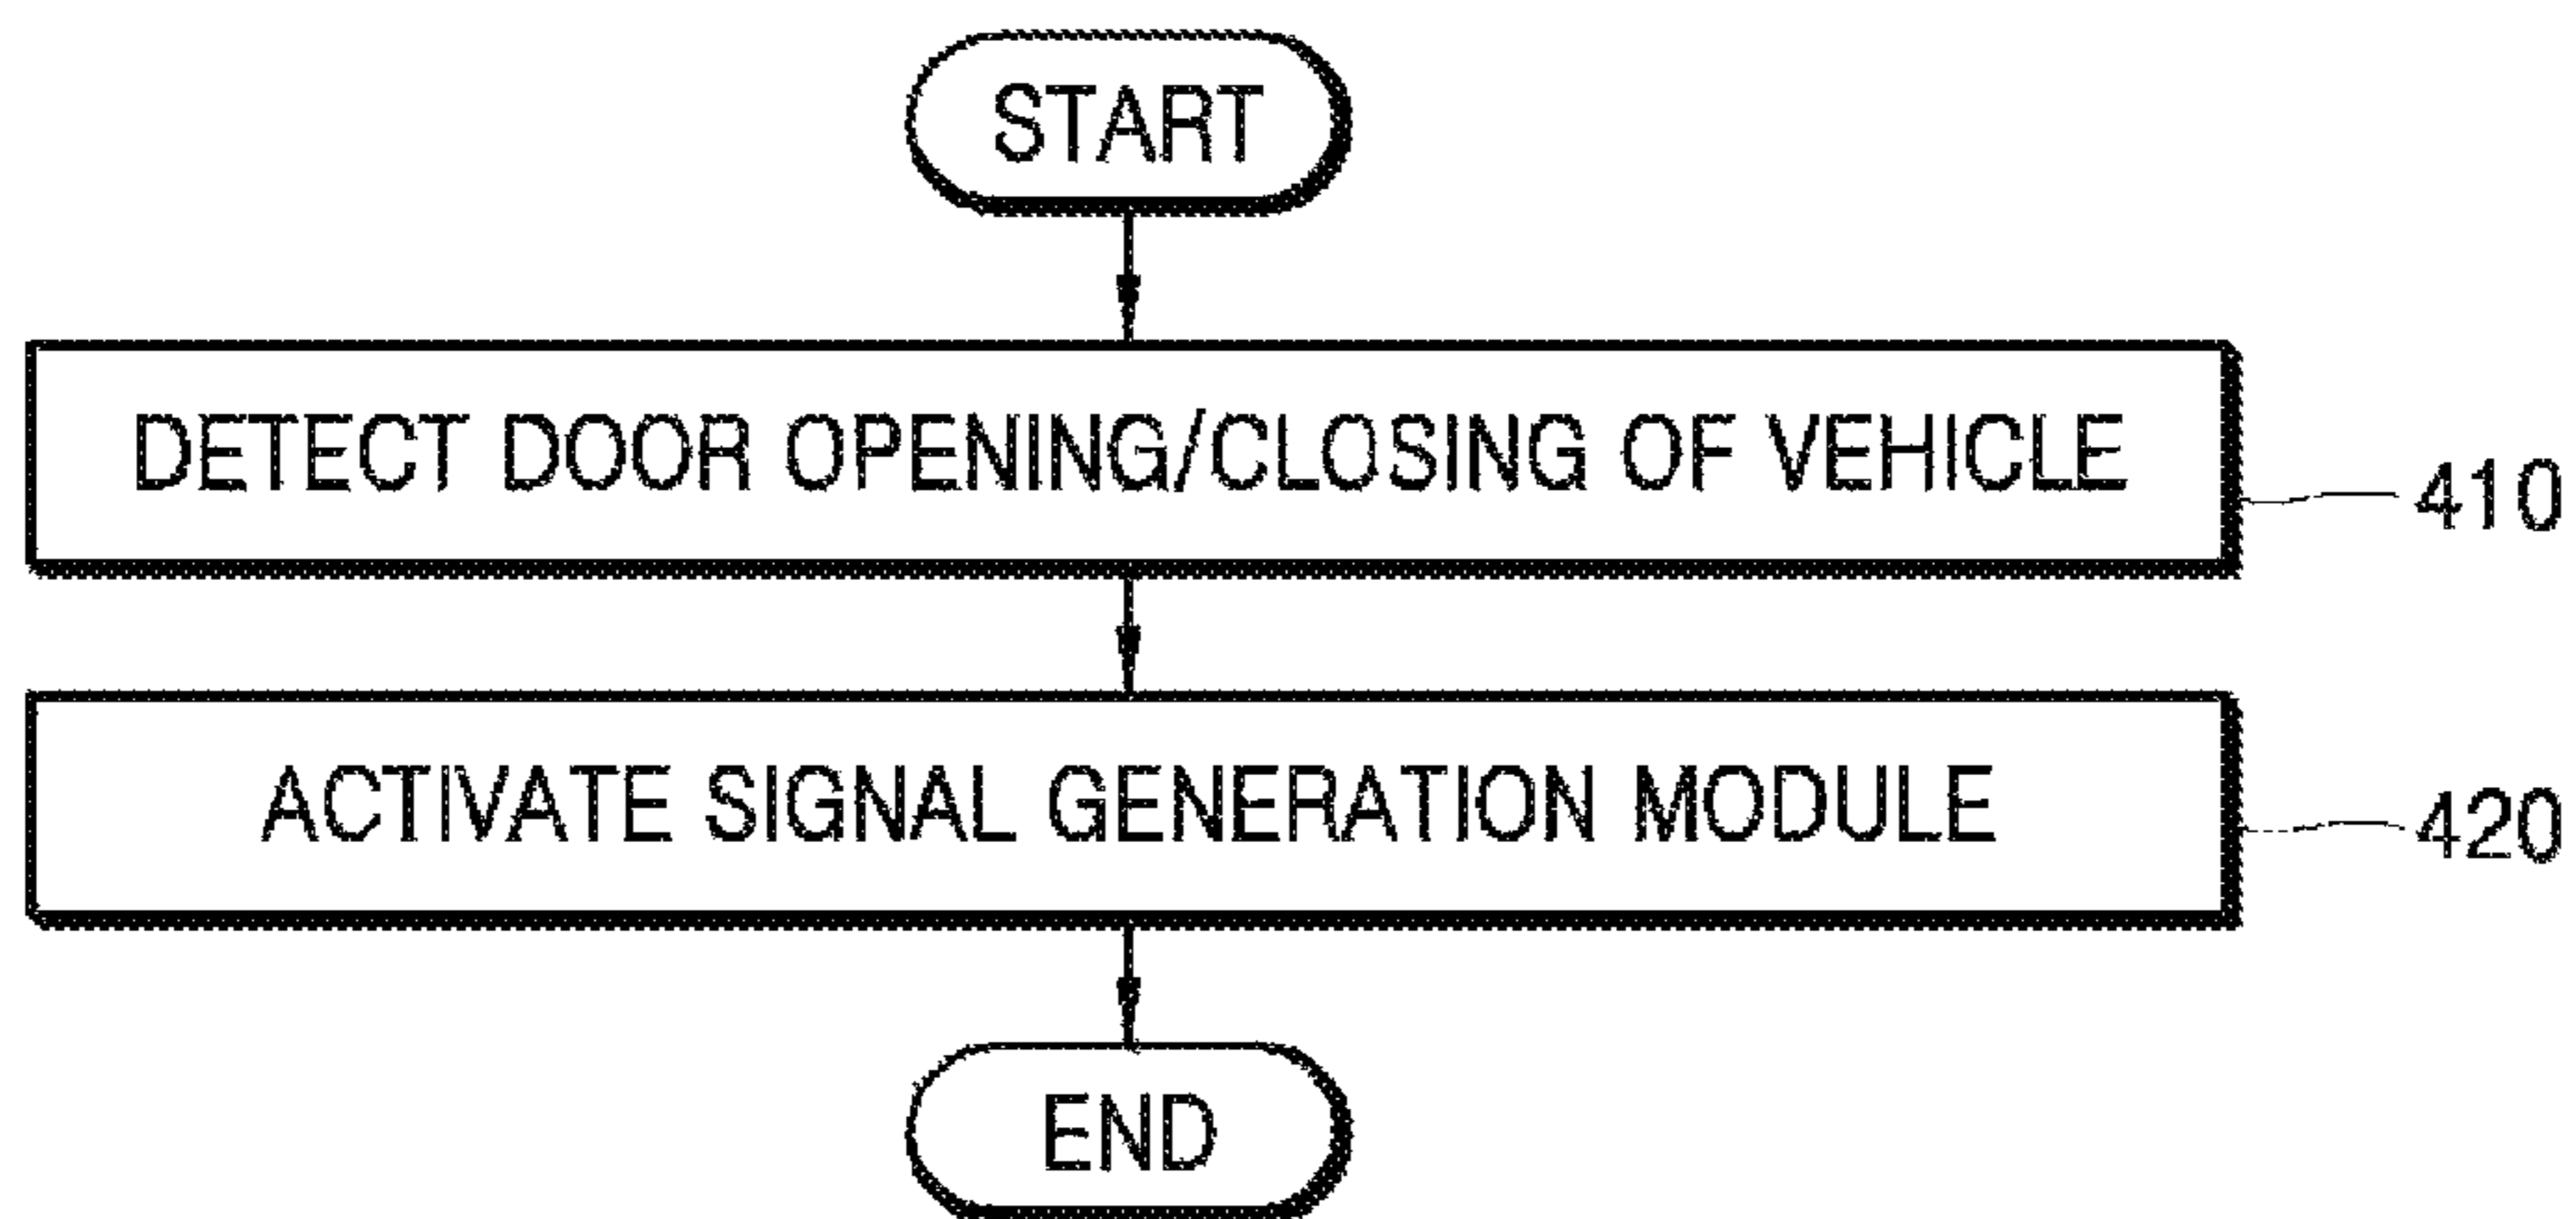 START
DETECT DOOR OPENING/CLOSING OF VEHICLE
410
ACTIVATE SIGNAL GENERATION MODULE
420
END